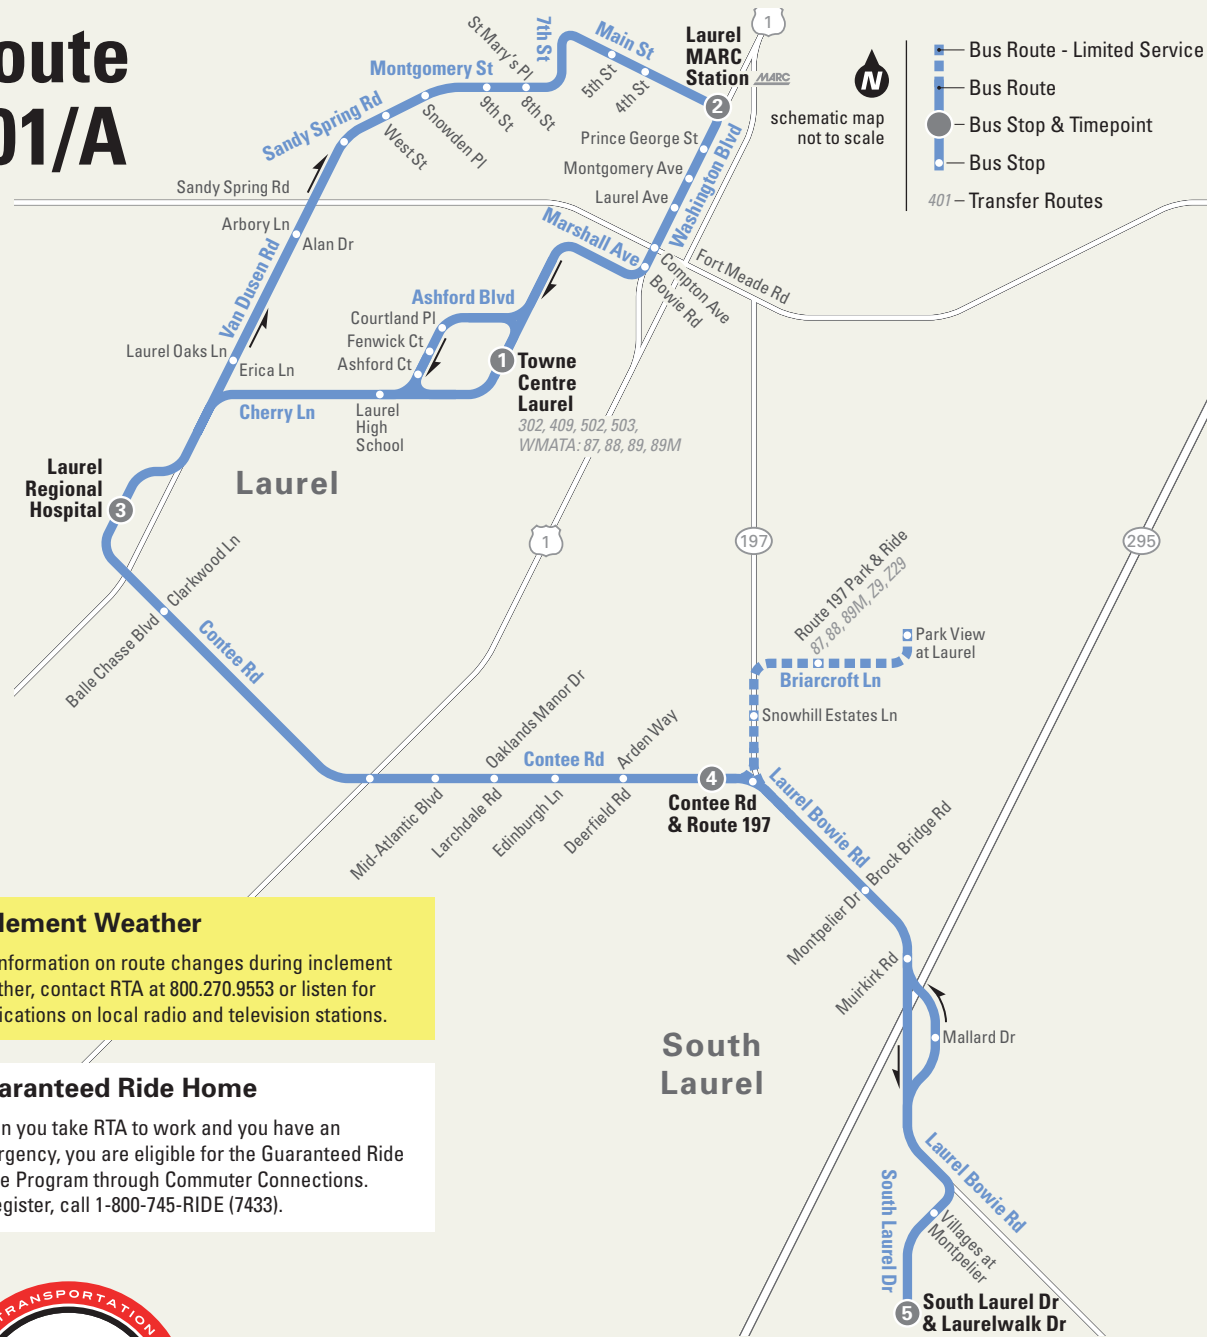 oute
01/A
Laurel
MARC
Station
MARC
1
N
schematic map
not to scale
Bus Route - Limited Service
Bus Route
Bus Stop & Timepoint
Bus Stop
401 – Transfer Routes
Main St
7th St
St Mary's Pl
Montgomery St
5th St
4th St
2
9th St
8th St
Snowden Pl
West St
Sandy Spring Rd
Prince George St
Montgomery Ave
Laurel Ave
Washington Blvd
Sandy Spring Rd
Arbory Ln
Alan Dr
Van Dusen Rd
Marshall Ave
Fort Meade Rd
Compton Ave
Bowie Rd
Ashford Blvd
Courtland Pl
Fenwick Ct
Ashford Ct
Laurel Oaks Ln
Erica Ln
1
Towne
Centre
Laurel
302, 409, 502, 503,
WMATA: 87, 88, 89, 89M
Cherry Ln
Laurel
High
School
Laurel
Laurel
Regional
Hospital
3
1
197
295
Clarkwood Ln
Balle Chasse Blvd
Contee Rd
Route 197 Park & Ride
87, 88, 89M, Z9, Z29
Park View
at Laurel
Briarcroft Ln
Snowhill Estates Ln
Oaklands Manor Dr
Arden Way
Contee Rd
4
Contee Rd
& Route 197
Mid-Atlantic Blvd
Larchdale Rd
Edinburgh Ln
Deerfield Rd
Laurel Bowie Rd
Brock Bridge Rd
Montpelier Dr
Muirkirk Rd
Mallard Dr
South
Laurel
lement Weather
nformation on route changes during inclement
ther, contact RTA at 800.270.9553 or listen for
ications on local radio and television stations.
aranteed Ride Home
n you take RTA to work and you have an
rgency, you are eligible for the Guaranteed Ride
e Program through Commuter Connections.
egister, call 1-800-745-RIDE (7433).
Laurel Bowie Rd
South Laurel Dr
Villages at
Montpelier
5
South Laurel Dr
& Laurelwalk Dr
TRANSPORTATION